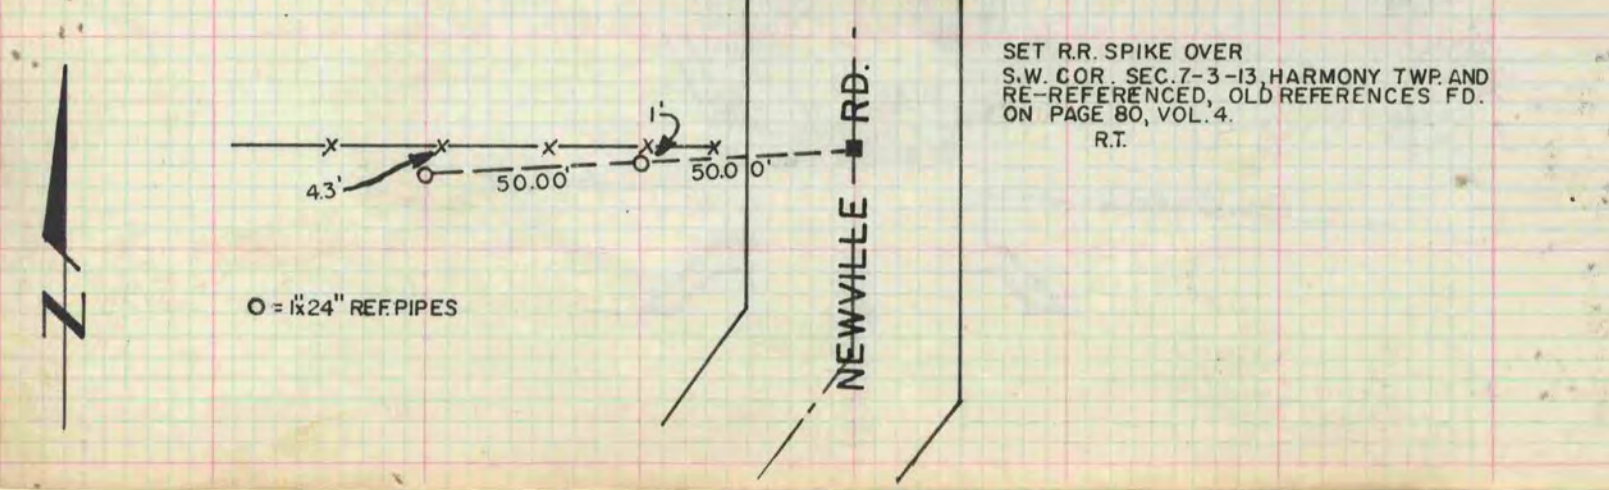 SET R.R. SPIKE OVER
S.W. COR. SEC.7-3-13, HARMONY TWP. AND
RE-REFERENCED, OLD REFERENCES FD.
ON PAGE 80, VOL. 4.
R.T.
1'
4.3'
50.00'
50.00'
NEWVILLE RD.
N
O = 1"x24" REF. PIPES